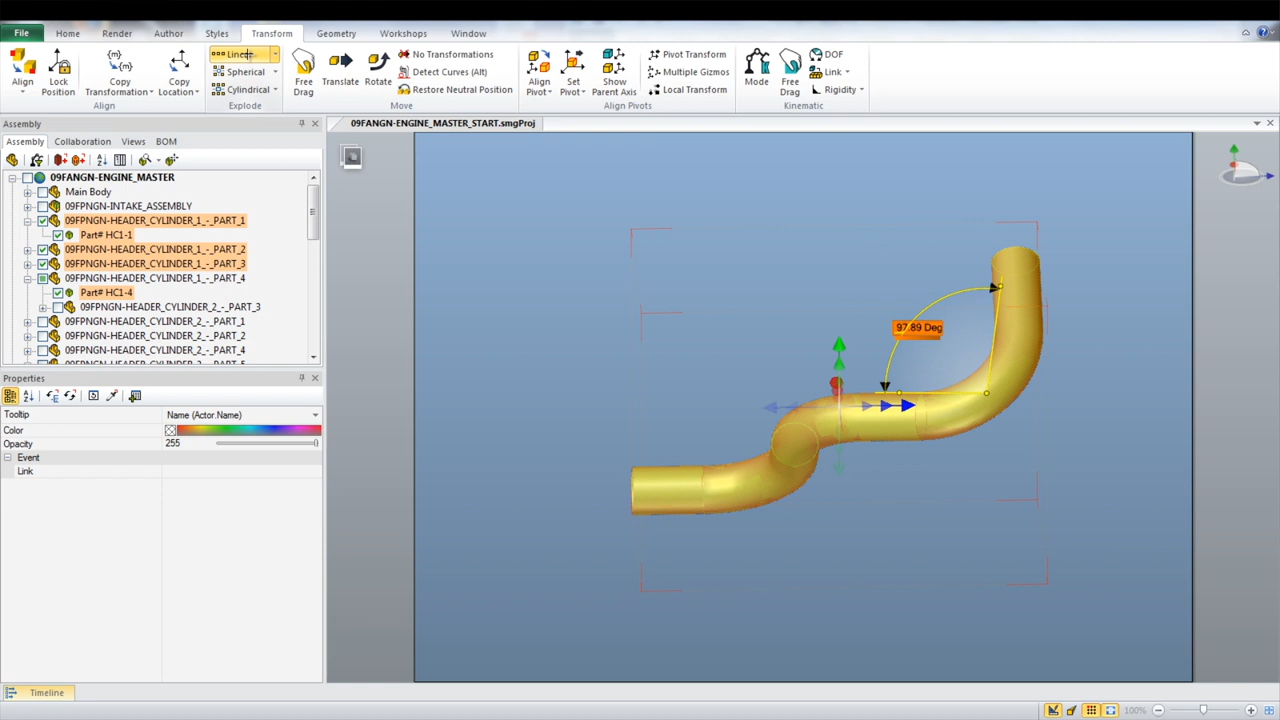 File Home Render Author Styles Transform Geometry Workshops Window
Align Lock Position Copy Transformation Copy Location
Align
Linear
Spherical
Cylindrical
Explode
Free Drag Translate Rotate
No Transformations
Detect Curves (Alt)
Restore Neutral Position
Move
Align Pivot Set Pivot Show Parent Axis
Pivot Transform
Multiple Gizmos
Local Transform
Align Pivots
Mode Free Drag
DOF
Link
Rigidity
Kinematic
Assembly
09FANGN-ENGINE_MASTER_START.smgProj
Assembly Collaboration Views BOM
09FANGN-ENGINE_MASTER
Main Body
09FPNGN-INTAKE_ASSEMBLY
09FPNGN-HEADER_CYLINDER_1_-_PART_1
Part# HC1-1
09FPNGN-HEADER_CYLINDER_1_-_PART_2
09FPNGN-HEADER_CYLINDER_1_-_PART_3
09FPNGN-HEADER_CYLINDER_1_-_PART_4
Part# HC1-4
09FPNGN-HEADER_CYLINDER_2_-_PART_3
09FPNGN-HEADER_CYLINDER_2_-_PART_1
09FPNGN-HEADER_CYLINDER_2_-_PART_2
09FPNGN-HEADER_CYLINDER_2_-_PART_4
97.89 Deg
Properties
Tooltip Name (Actor.Name)
Color
Opacity 255
Event
Link
Timeline
100%